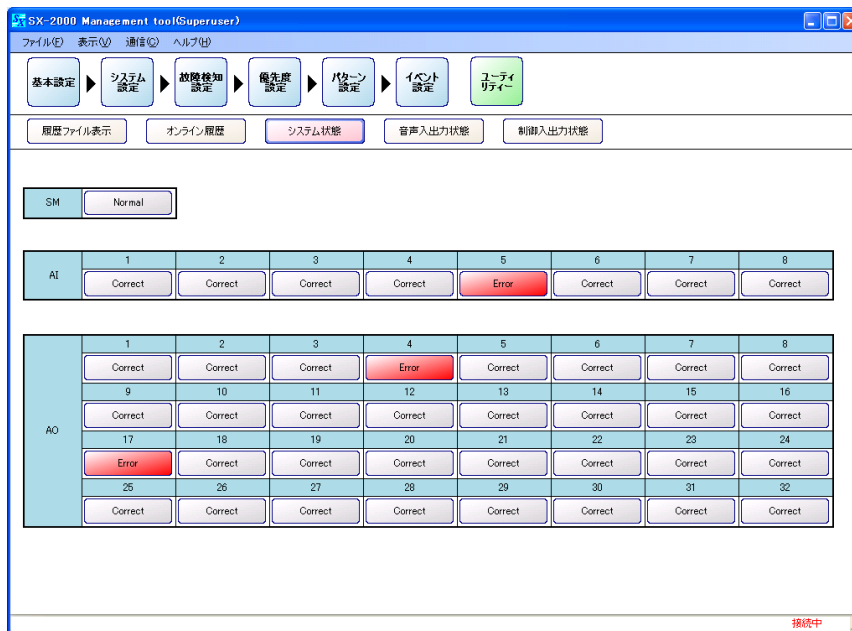 SX-2000 Management tool(Superuser)
ファイル(F) 表示(V) 通信(C) ヘルプ(H)
基本設定 システム設定 故障検知設定 優先度設定 パターン設定 イベント設定 ユーティリティー
履歴ファイル表示 オンライン履歴 システム状態 音声入出力状態 制御入出力状態
SM Normal
AI
1 2 3 4 5 6 7 8
Correct Correct Correct Correct Error Correct Correct Correct
AO
1 2 3 4 5 6 7 8
Correct Correct Correct Error Correct Correct Correct Correct
9 10 11 12 13 14 15 16
Correct Correct Correct Correct Correct Correct Correct Correct
17 18 19 20 21 22 23 24
Error Correct Correct Correct Correct Correct Correct Correct
25 26 27 28 29 30 31 32
Correct Correct Correct Correct Correct Correct Correct Correct
接続中